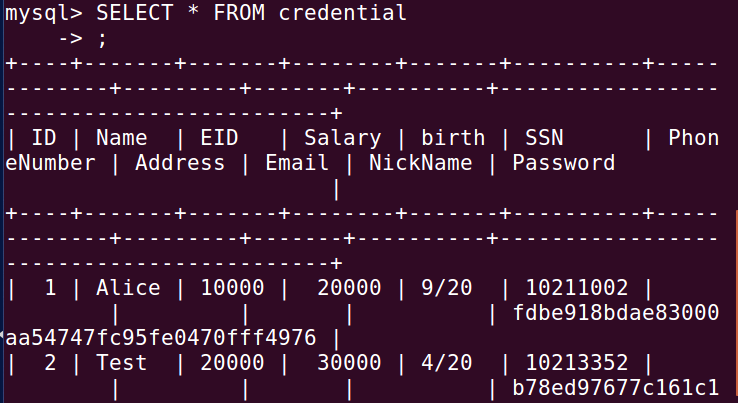 mysql> SELECT * FROM credential
    -> ;
+----+-------+-------+--------+-------+----------+-----
--------+---------+-------+----------+-----------------
-------------------------+
| ID | Name  | EID   | Salary | birth | SSN      | Phon
eNumber | Address | Email | NickName | Password
                         |
+----+-------+-------+--------+-------+----------+-----
--------+---------+-------+----------+-----------------
-------------------------+
|  1 | Alice | 10000 |  20000 | 9/20  | 10211002 |
        |         |       |          | fdbe918bdae83000
aa54747fc95fe0470fff4976 |
|  2 | Test  | 20000 |  30000 | 4/20  | 10213352 |
        |         |       |          | b78ed97677c161c1